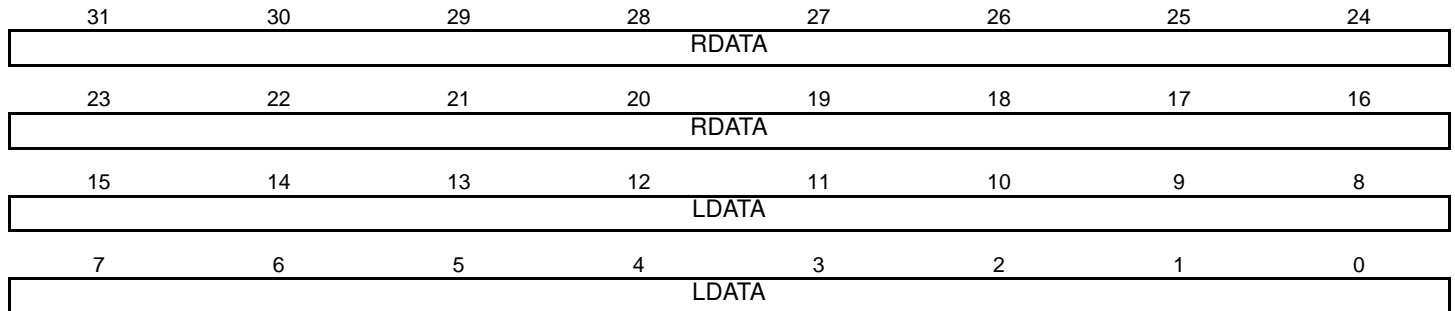 31 30 29 28 27 26 25 24
RDATA
23 22 21 20 19 18 17 16
RDATA
15 14 13 12 11 10 9 8
LDATA
7 6 5 4 3 2 1 0
LDATA